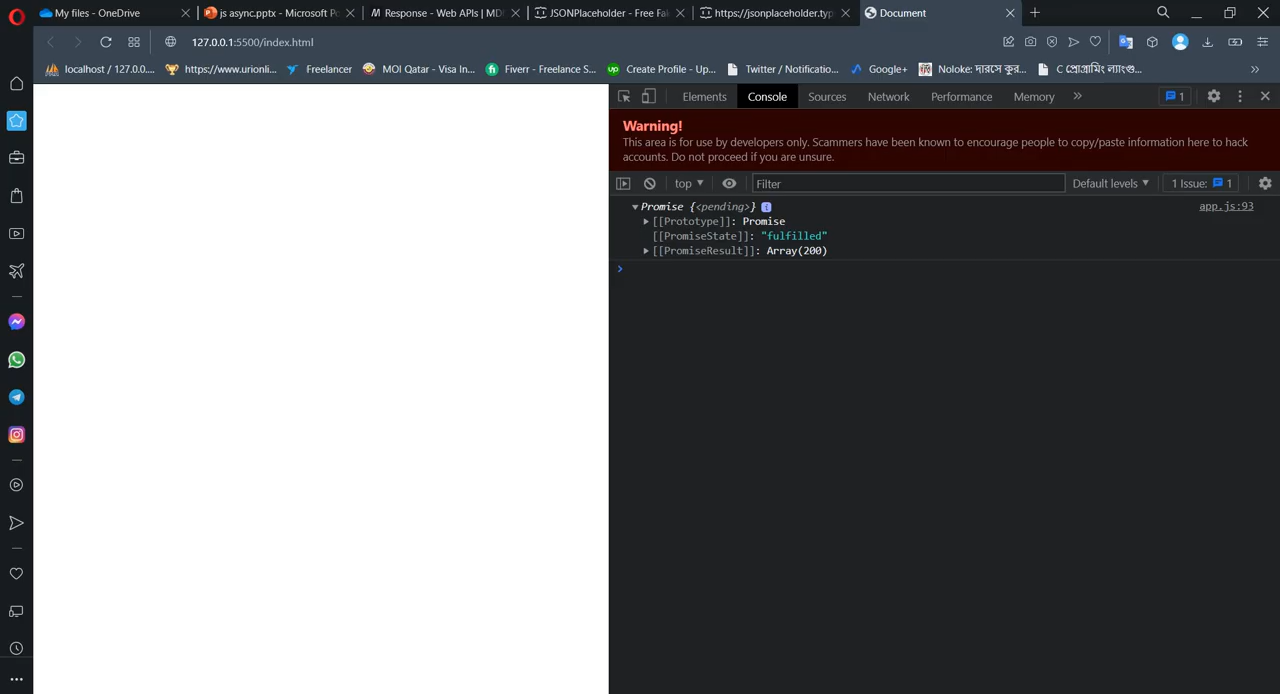 My files - OneDrive
js async.pptx - Microsoft Po
Response - Web APIs | MDN
JSONPlaceholder - Free Fak
https://jsonplaceholder.typ
Document
127.0.0.1:5500/index.html
localhost / 127.0.0....
https://www.urionli...
Freelancer
MOI Qatar - Visa In...
Fiverr - Freelance S...
Create Profile - Up...
Twitter / Notificatio...
Google+
Noloke: দারসে কুর...
C প্রোগ্রামিং ল্যাংগু...
Elements
Console
Sources
Network
Performance
Memory
1
Warning!
This area is for use by developers only. Scammers have been known to encourage people to copy/paste information here to hack
accounts. Do not proceed if you are unsure.
top
Filter
Default levels
1 Issue: 1
Promise {<pending>}
app.js:93
[[Prototype]]: Promise
[[PromiseState]]: "fulfilled"
[[PromiseResult]]: Array(200)